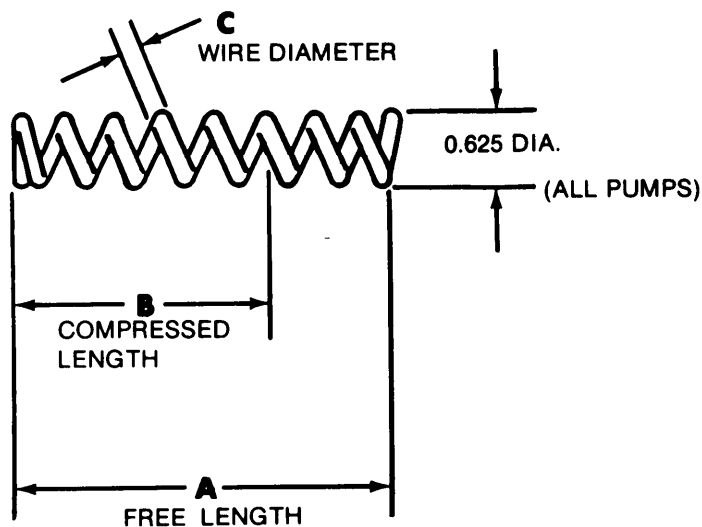 C
WIRE DIAMETER
0.625 DIA.
(ALL PUMPS)
B
COMPRESSED
LENGTH
A
FREE LENGTH